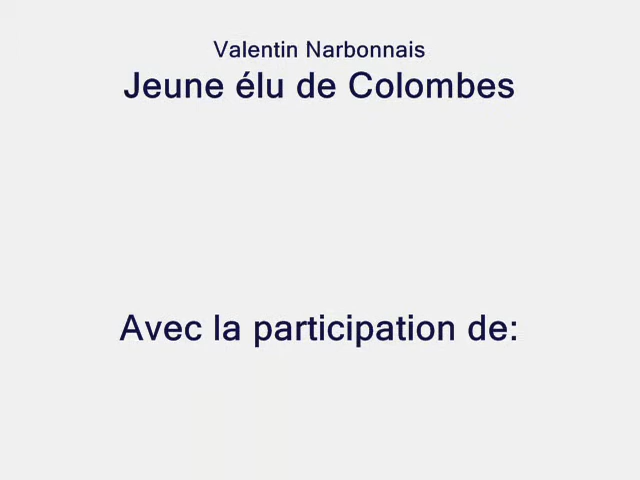 Valentin Narbonnais
Jeune élu de Colombes
Avec la participation de: